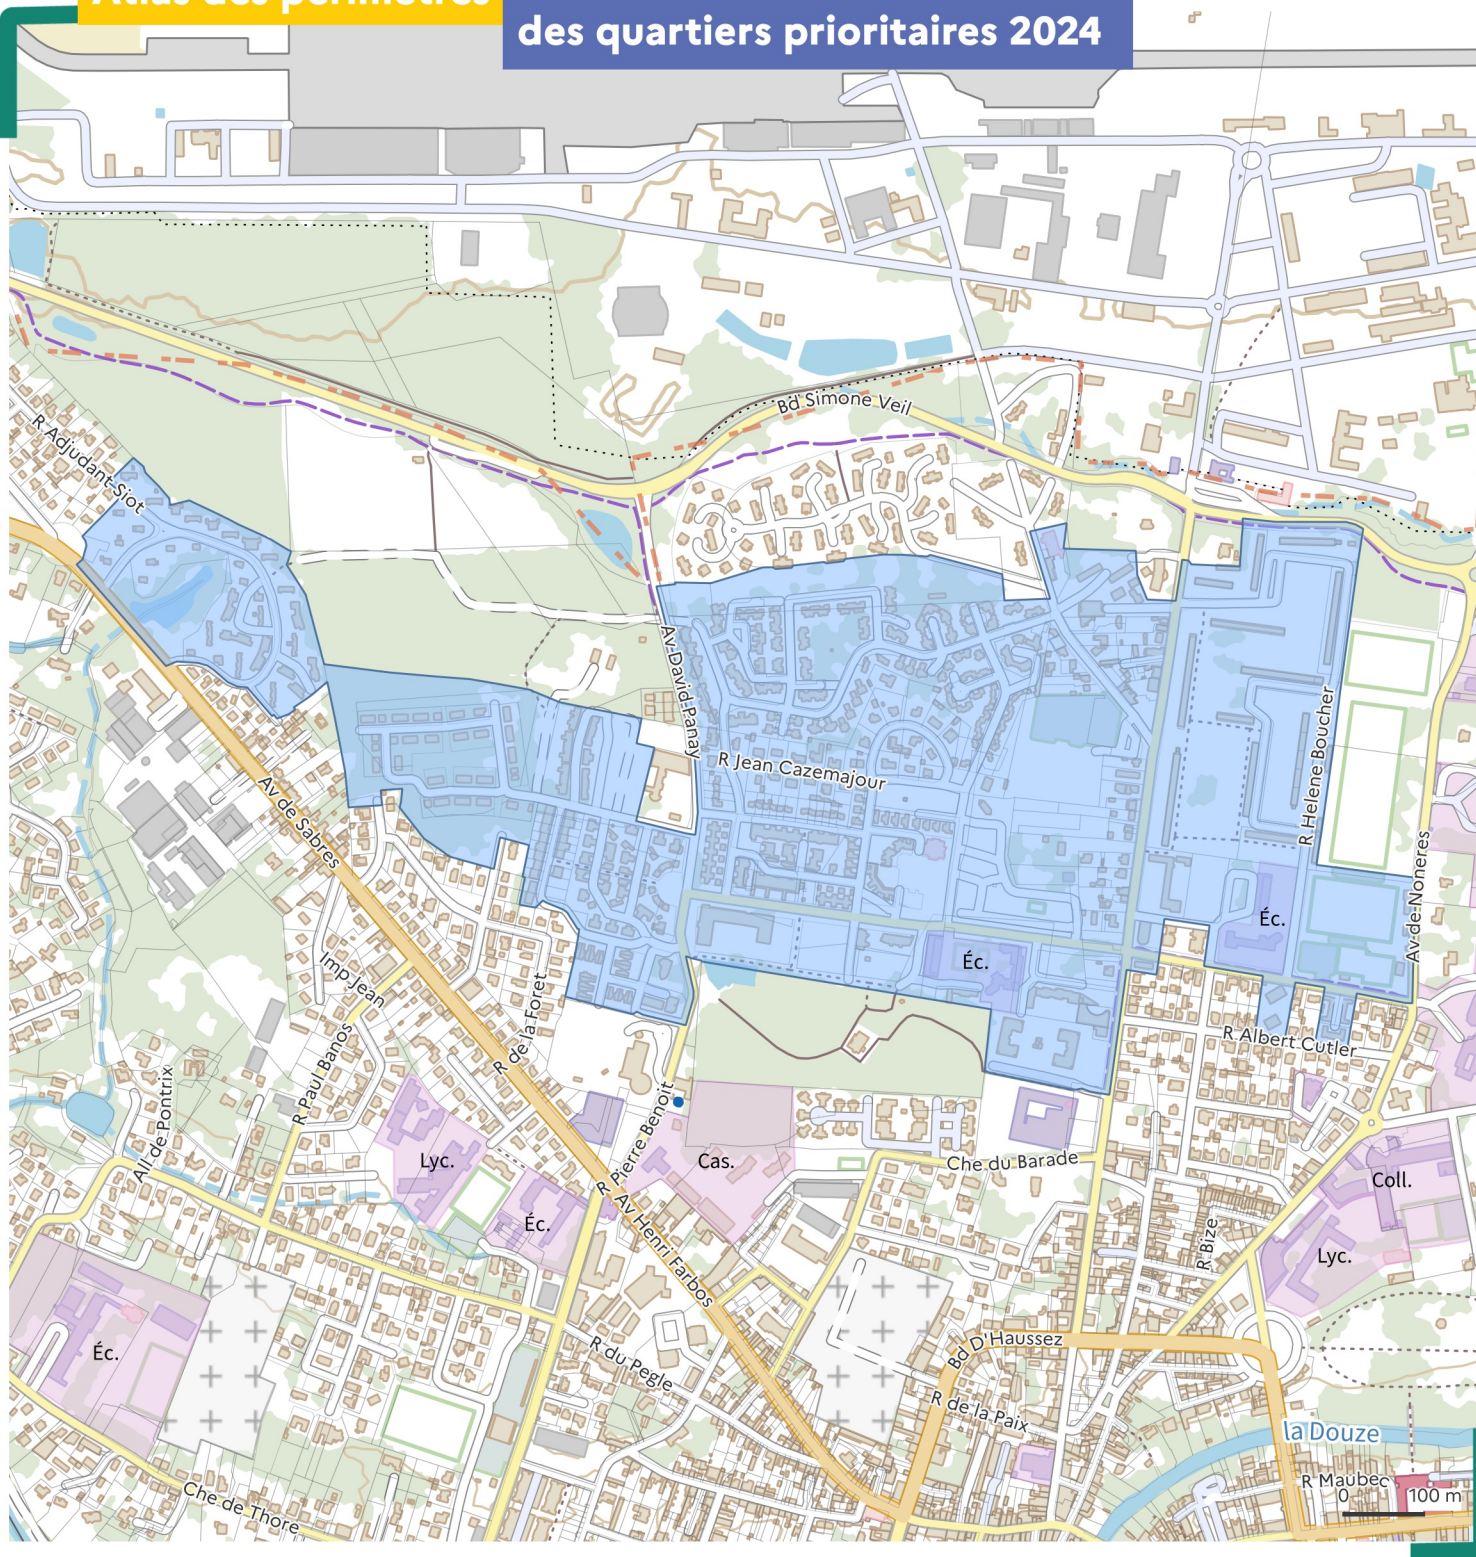 Atlas des périmètres
des quartiers prioritaires 2024
Bd Simone Veil
R Adjudant-Siot
Av-David-Panay
R Jean Cazemajour
R Helene Boucher
Av de Sabres
Av-de-Noneres
Éc.
Éc.
Imp Jean
R de la Foret
R Albert Cutler
R Paul Banos
All de Pontrix
R Pierre Benoit
Lyc.
Cas.
Che du Barade
Coll.
Éc.
Av Henri Farbos
R Bize
Lyc.
Éc.
Bd D'Haussez
R du Pegle
R de la Paix
la Douze
R Maubec
0 100 m
Che de Thore